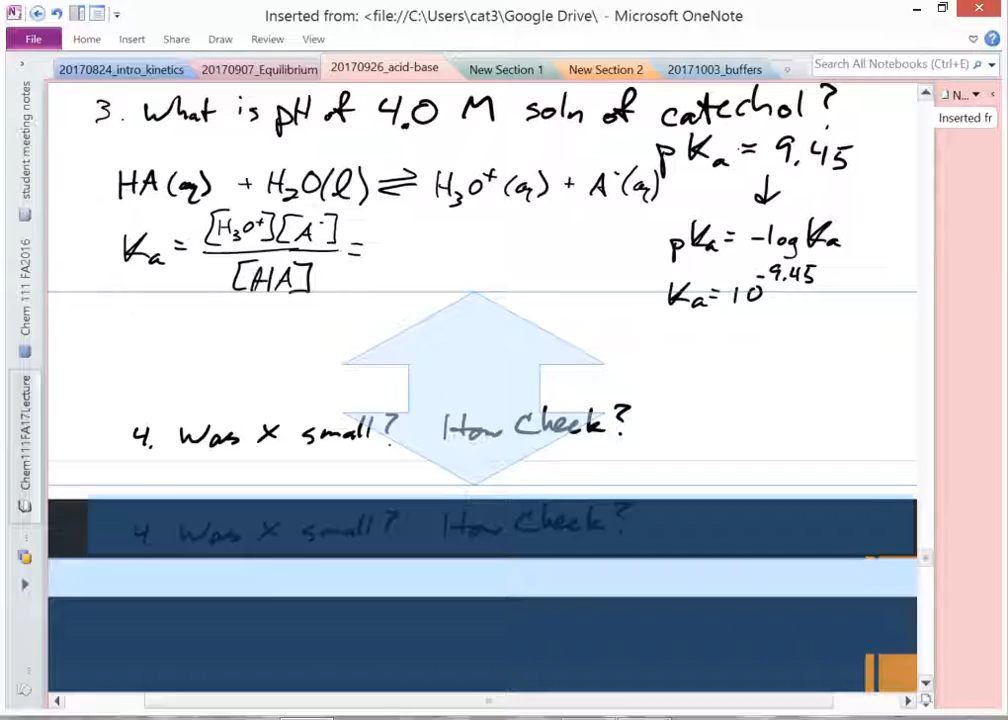 Inserted from: <file://C:\Users\cat3\Google Drive\ - Microsoft OneNote
File Home Insert Share Draw Review View
20170824_intro_kinetics 20170907_Equilibrium 20170926_acid-base New Section 1 New Section 2 20171003_buffers Search All Notebooks (Ctrl+E)
N...
Inserted fr
student meeting notes
Chem 111 FA2016
Chem111FA17Lecture
3. What is pH of 4.0 M soln of catechol?
pKa = 9.45
HA(aq) + H2O(l) ⇌ H3O+(aq) + A-(aq)
pKa = -log Ka
Ka = [H3O+][A-] / [HA] =
Ka = 10^-9.45
4. Was x small? How Check?
4. Was x small? How Check?